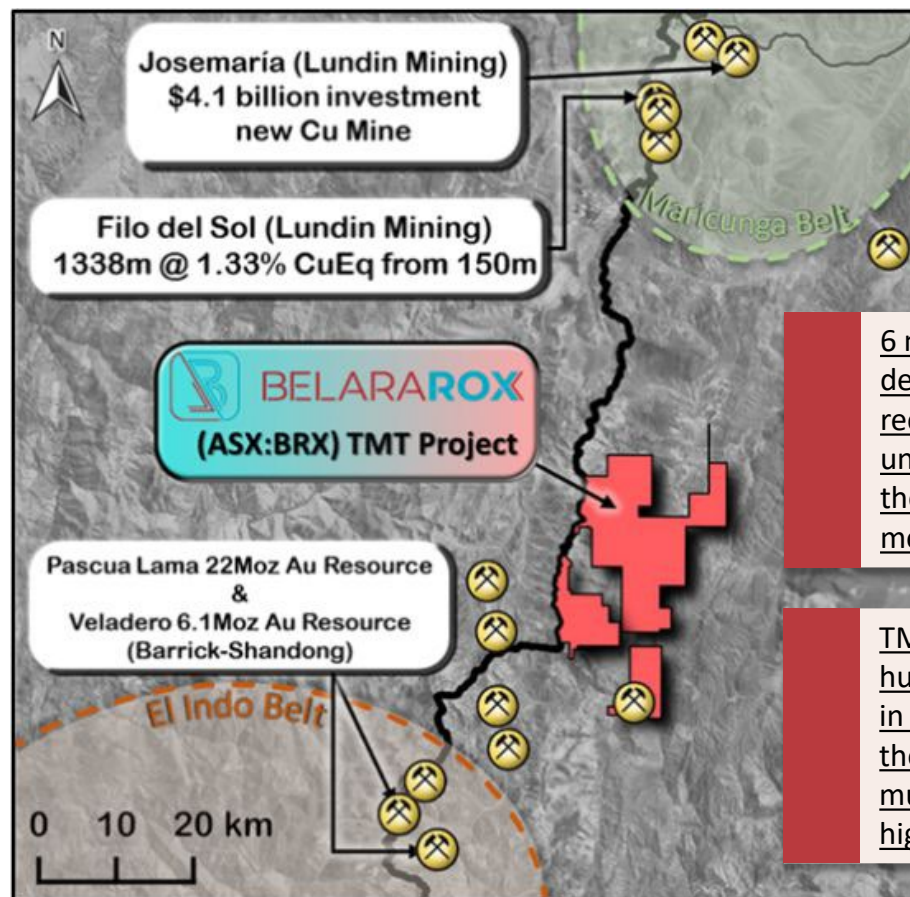 N
Josemaría (Lundin Mining)
$4.1 billion investment
new Cu Mine
Filo del Sol (Lundin Mining)
1338m @ 1.33% CuEq from 150m
Maricunga Belt
BELARAROX
(ASX:BRX) TMT Project
Pascua Lama 22Moz Au Resource
&
Veladero 6.1Moz Au Resource
(Barrick-Shandong)
El Indo Belt
0 10 20 km
6
in